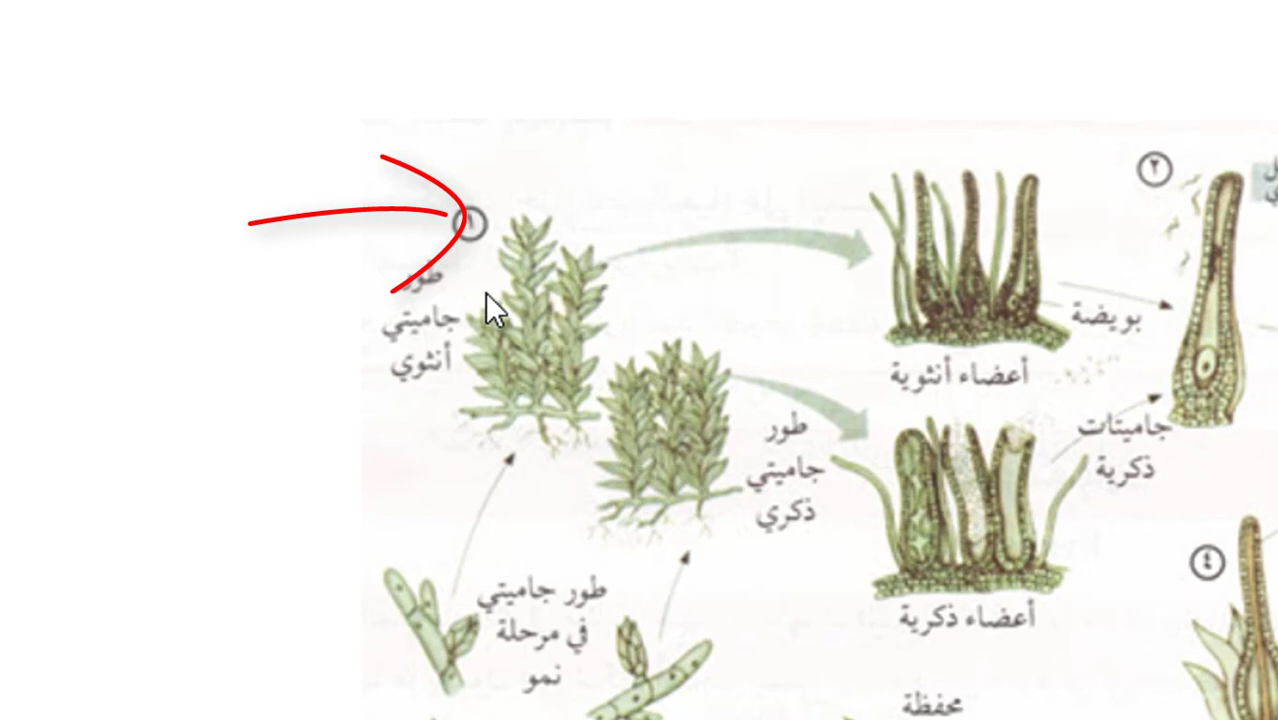 ١
طور
جاميتي
أنثوي
٢
بويضة
أعضاء أنثوية
طور
جاميتي
ذكري
جاميتات
ذكرية
أعضاء ذكرية
٤
طور جاميتي
في مرحلة
نمو
محفظة